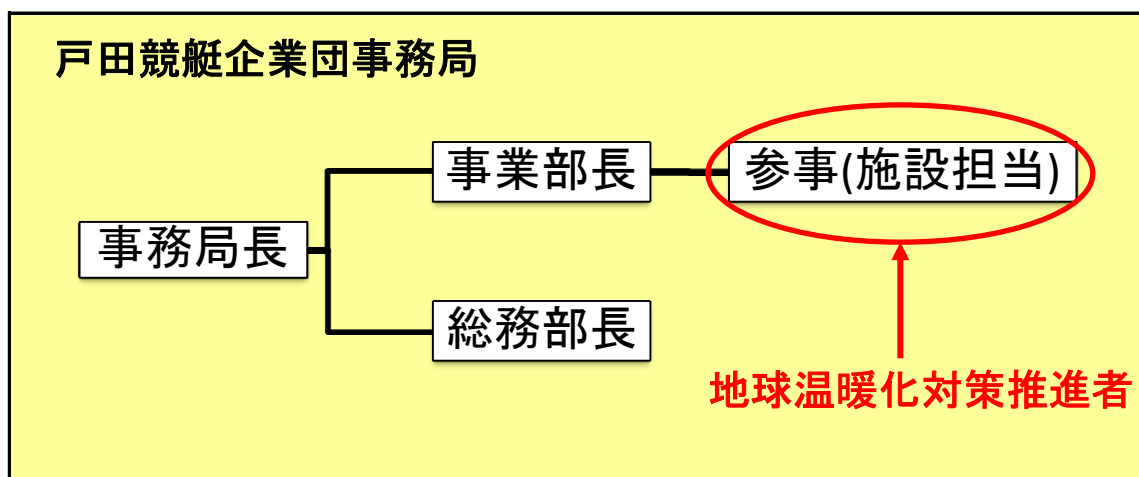 戸田競艇企業団事務局
事業部長
参事(施設担当)
事務局長
総務部長
地球温暖化対策推進者